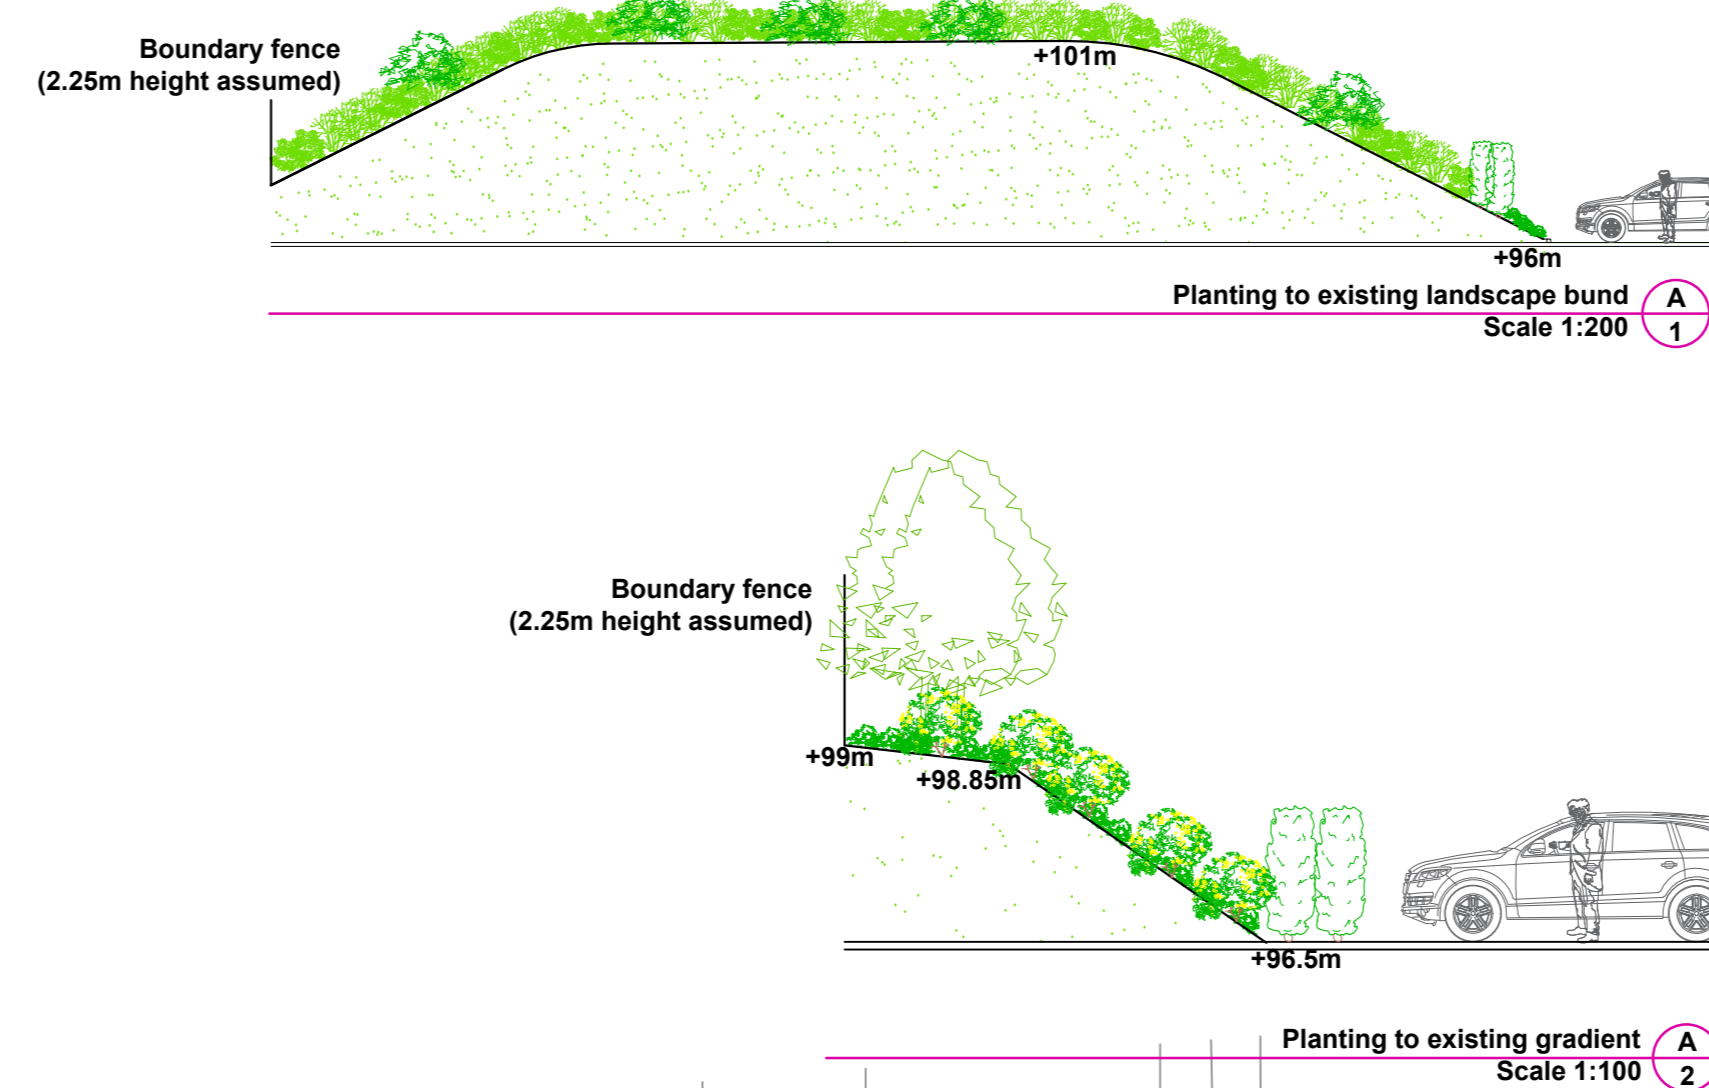 Boundary fence
(2.25m height assumed)
+101m
+96m
Planting to existing landscape bund
Scale 1:200
A
1
Boundary fence
(2.25m height assumed)
+99m
+98.85m
+96.5m
Planting to existing gradient
Scale 1:100
A
2